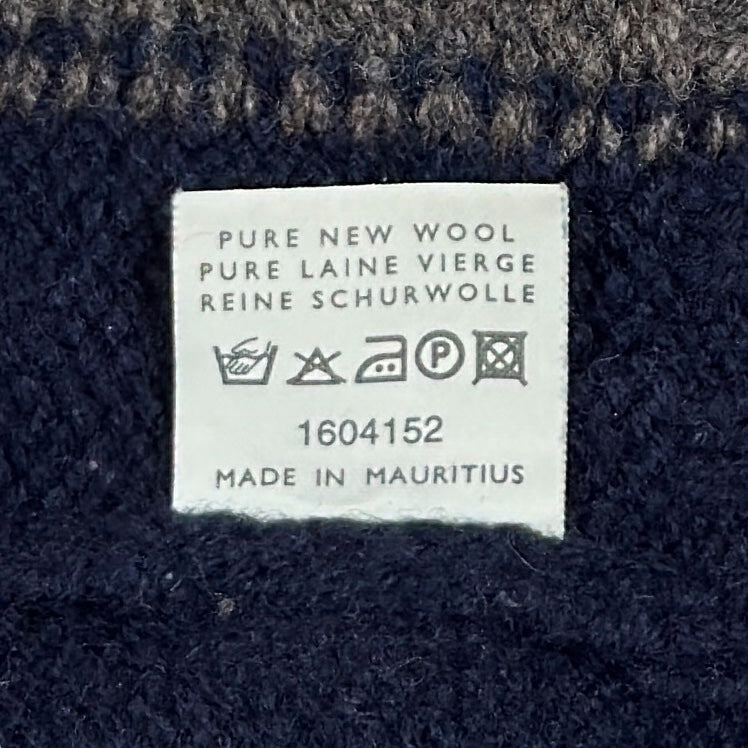 PURE NEW WOOL
PURE LAINE VIERGE
REINE SCHURWOLLE
P
1604152
MADE IN MAURITIUS